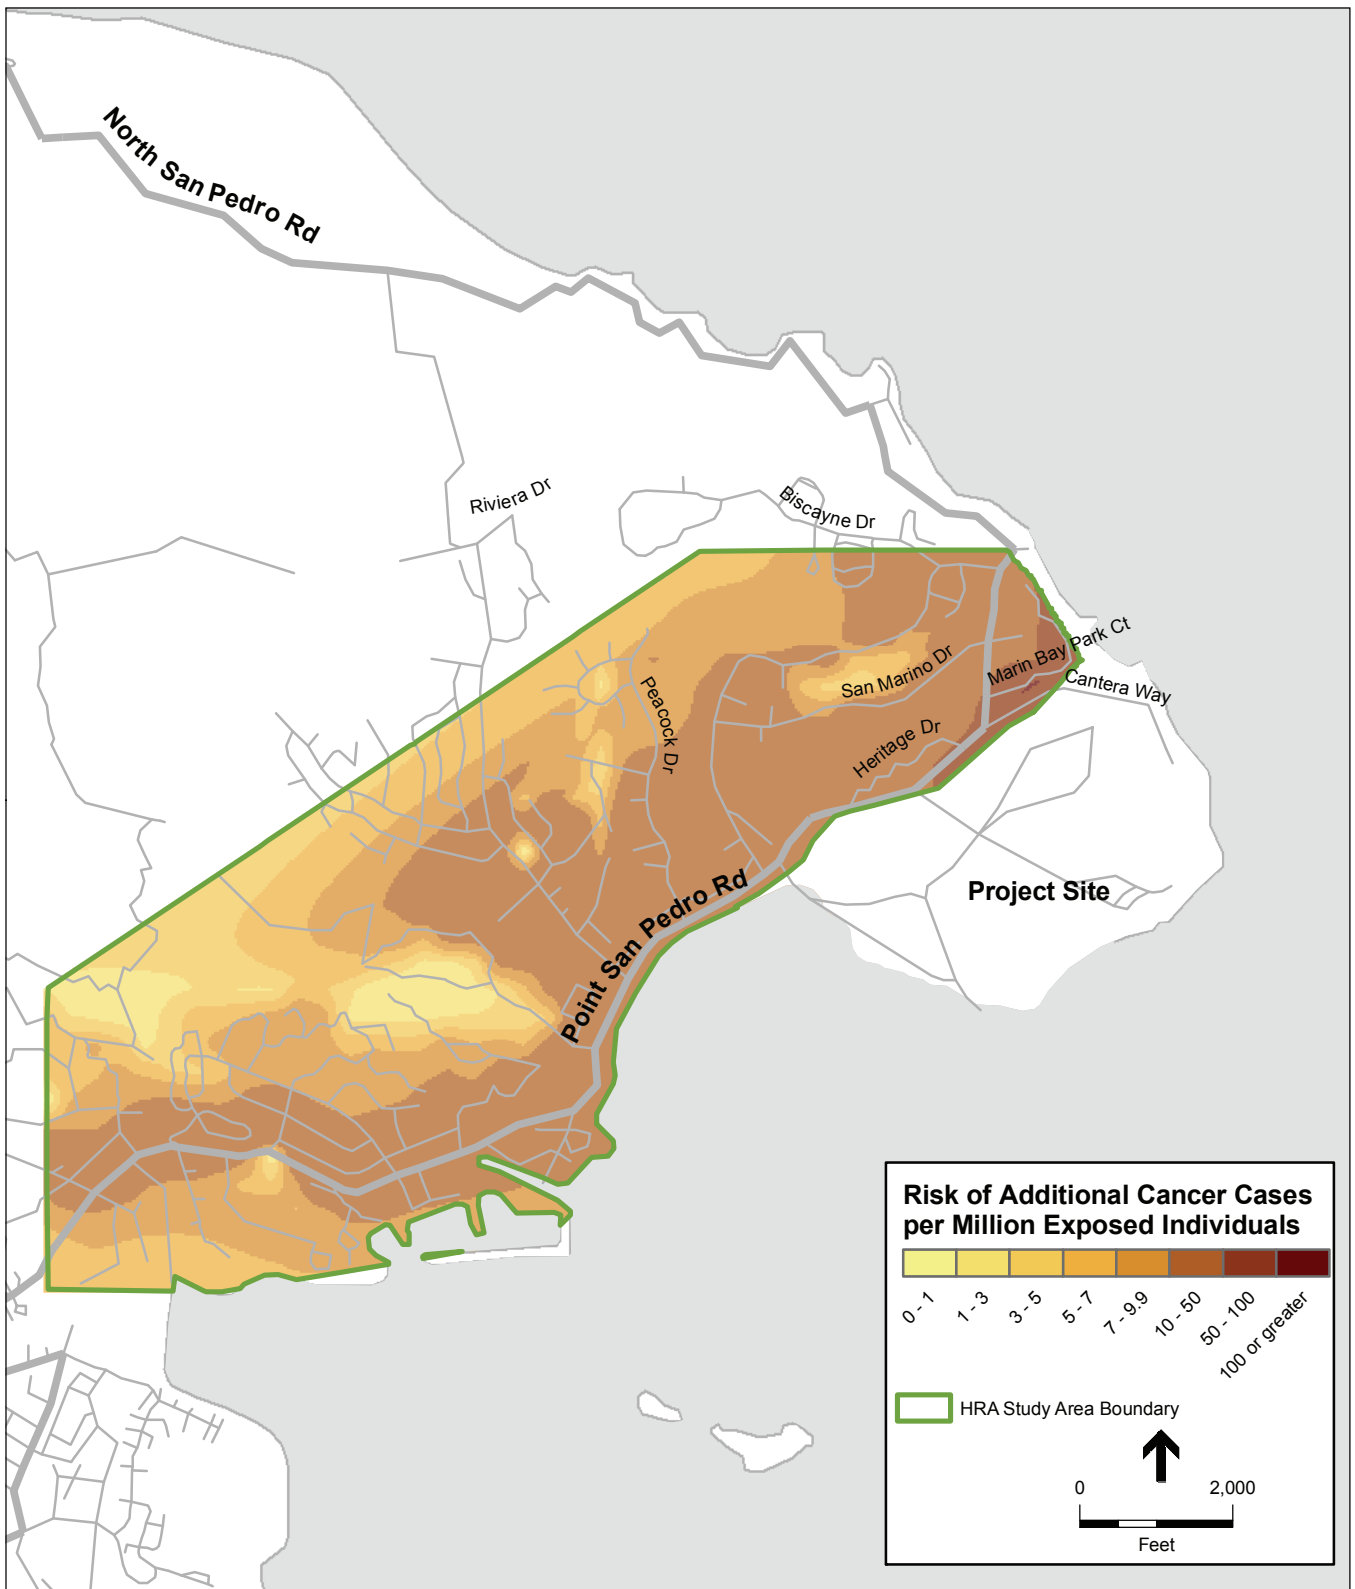 North San Pedro Rd
Riviera Dr
Biscayne Dr
Marin Bay Park Ct
San Marino Dr
Cantera Way
Peacock Dr
Heritage Dr
Point San Pedro Rd
Project Site
Risk of Additional Cancer Cases
per Million Exposed Individuals
0 - 1
1 - 3
3 - 5
5 - 7
7 - 9.9
10 - 50
50 - 100
100 or greater
HRA Study Area Boundary
0 2,000
Feet